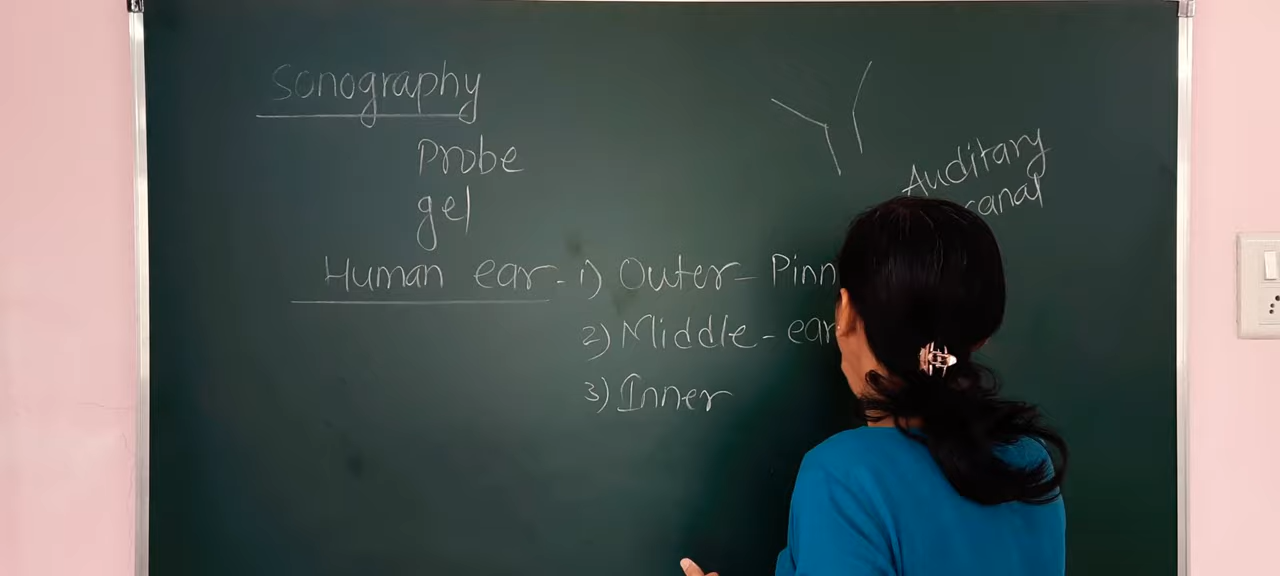 Sonography
Probe
gel
Auditary
canal
Human ear - 1) Outer - Pinn
2) Middle - ear
3) Inner